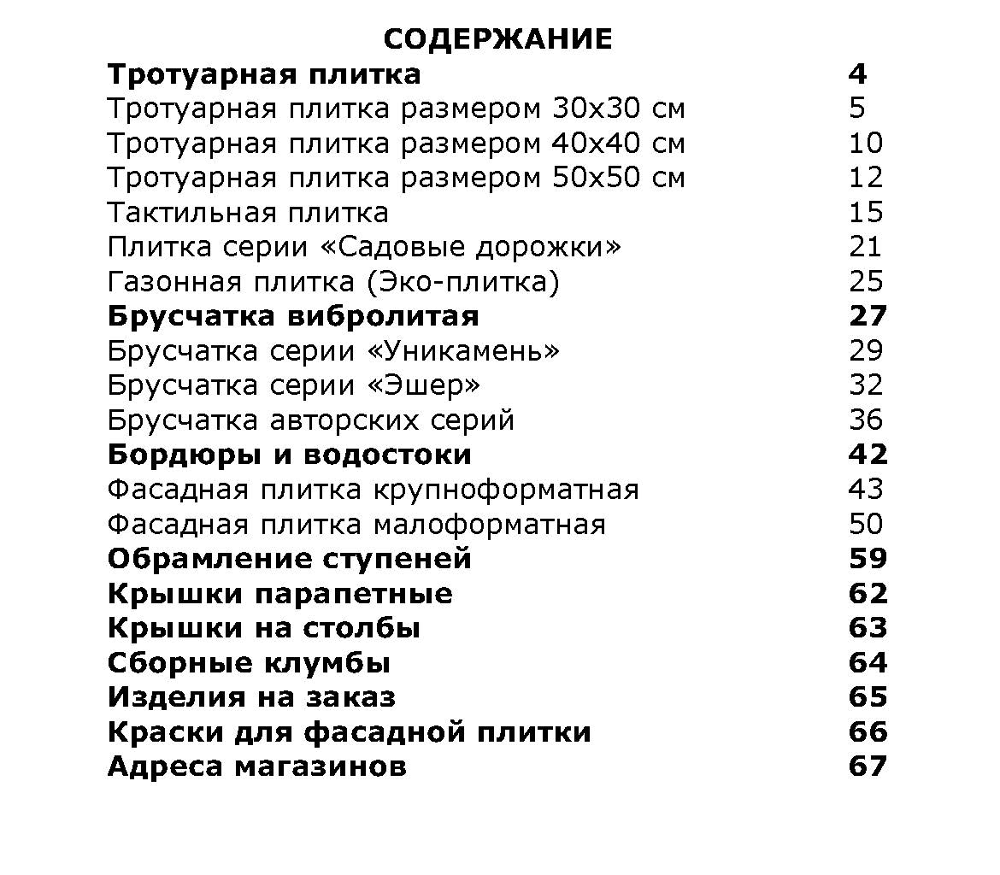 СОДЕРЖАНИЕ
Тротуарная плитка 4
Тротуарная плитка размером 30х30 см 5
Тротуарная плитка размером 40х40 см 10
Тротуарная плитка размером 50х50 см 12
Тактильная плитка 15
Плитка серии «Садовые дорожки» 21
Газонная плитка (Эко-плитка) 25
Брусчатка вибролитая 27
Брусчатка серии «Уникамень» 29
Брусчатка серии «Эшер» 32
Брусчатка авторских серий 36
Бордюры и водостоки 42
Фасадная плитка крупноформатная 43
Фасадная плитка малоформатная 50
Обрамление ступеней 59
Крышки парапетные 62
Крышки на столбы 63
Сборные клумбы 64
Изделия на заказ 65
Краски для фасадной плитки 66
Адреса магазинов 67